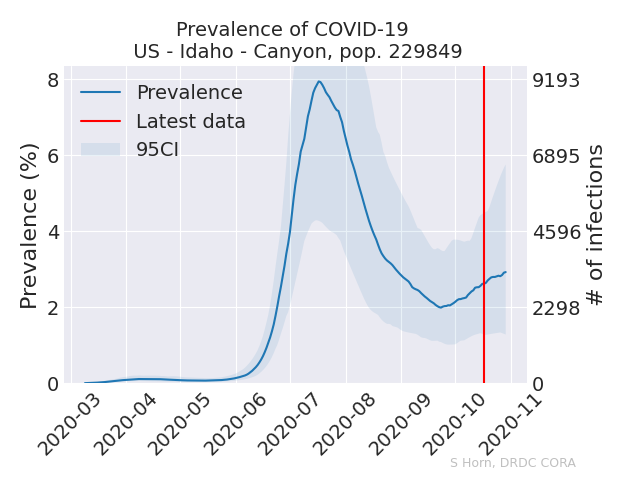 Prevalence of COVID-19
US - Idaho - Canyon, pop. 229849
Prevalence (%)
8
6
4
2
0
Prevalence
Latest data
95CI
9193
6895
4596
2298
0
# of infections
2020-03
2020-04
2020-05
2020-06
2020-07
2020-08
2020-09
2020-10
2020-11
S Horn, DRDC CORA